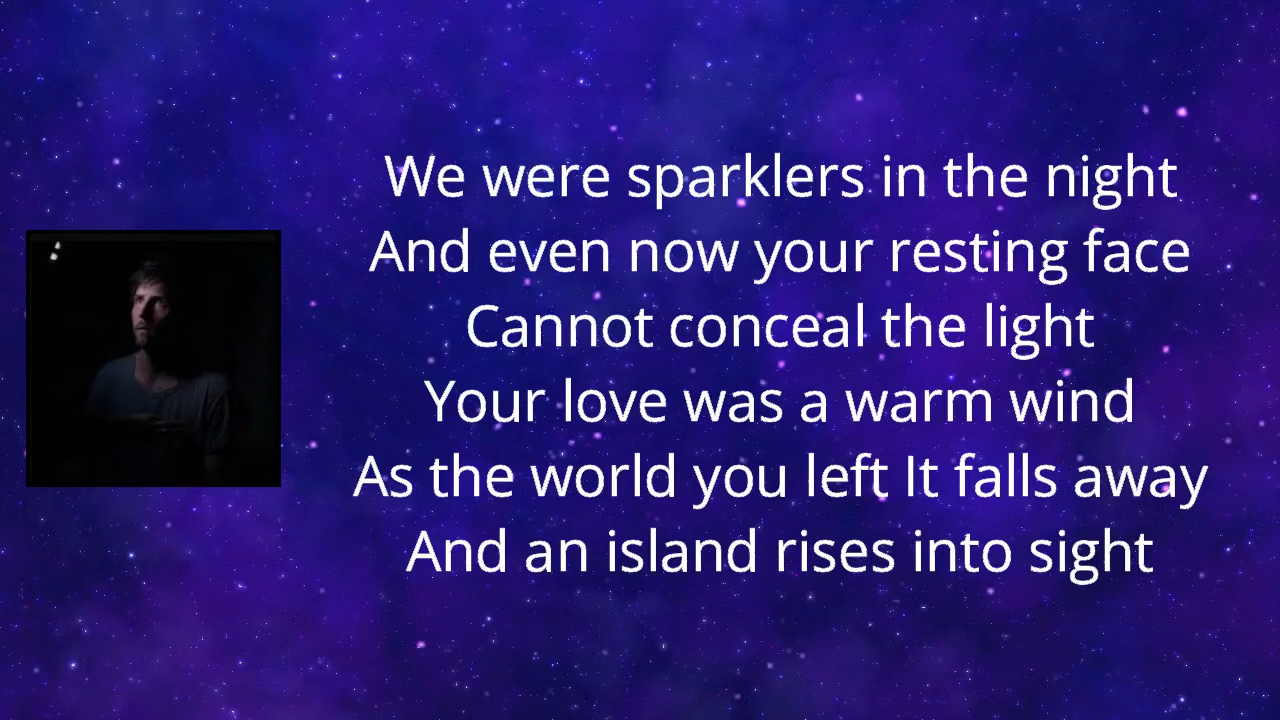 We were sparklers in the night
And even now your resting face
Cannot conceal the light
Your love was a warm wind
As the world you left It falls away
And an island rises into sight